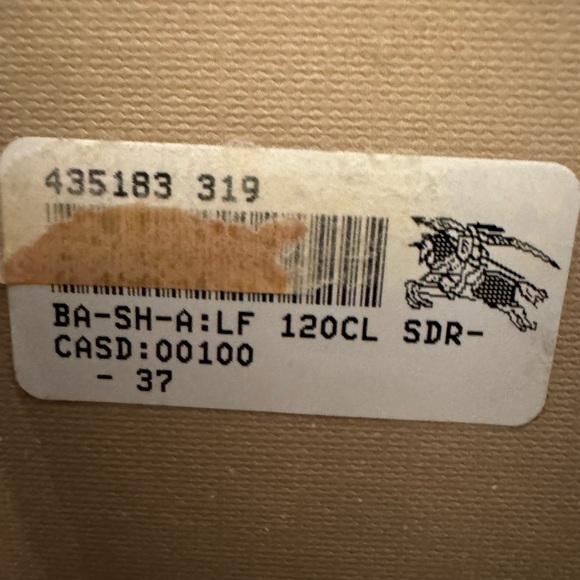 435183 319
BA-SH-A:LF 120CL SDR-
CASD:00100
- 37